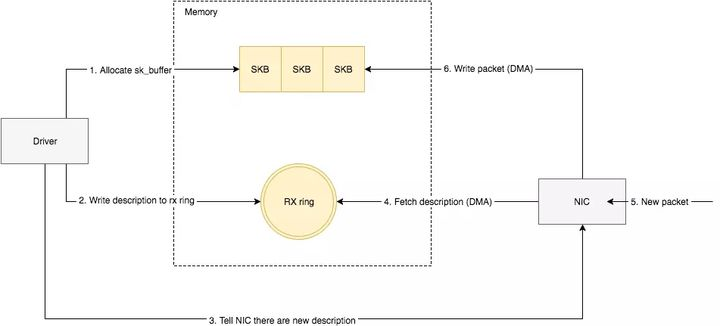 Memory
1. Allocate sk_buffer
SKB
SKB
SKB
6. Write packet (DMA)
Driver
2. Write description to rx ring
RX ring
4. Fetch description (DMA)
NIC
5. New packet
3. Tell NIC there are new description